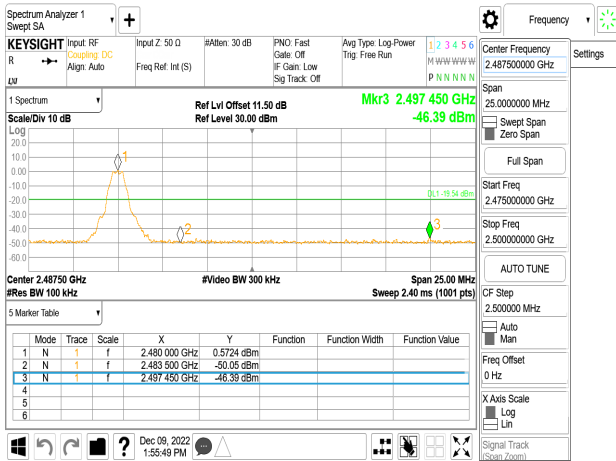 Spectrum Analyzer 1
Swept SA
Frequency
KEYSIGHT
Input: RF
Coupling: DC
Align: Auto
Input Z: 50 Ω
Freq Ref: Int (S)
#Atten: 30 dB
PNO: Fast
Gate: Off
IF Gain: Low
Sig Track: Off
Avg Type: Log-Power
Trig: Free Run
1 2 3 4 5 6
M W W W W W
P N N N N N
R
LXI
1 Spectrum
Scale/Div 10 dB
Ref Lvl Offset 11.50 dB
Ref Level 30.00 dBm
Mkr3 2.497 450 GHz
-46.39 dBm
Log
20.0
10.0
0.00
-10.0
-20.0
-30.0
-40.0
-50.0
-60.0
1
2
3
DL1 -19.54 dBm
Center 2.48750 GHz
#Video BW 300 kHz
Span 25.00 MHz
#Res BW 100 kHz
Sweep 2.40 ms (1001 pts)
5 Marker Table
Mode Trace Scale X Y Function Function Width Function Value
1 N 1 f 2.480 000 GHz 0.5724 dBm
2 N 1 f 2.483 500 GHz -50.05 dBm
3 N 1 f 2.497 450 GHz -46.39 dBm
4
5
6
Dec 09, 2022
1:55:49 PM
?
Center Frequency
2.487500000 GHz
Settings
Span
25.0000000 MHz
Swept Span
Zero Span
Full Span
Start Freq
2.475000000 GHz
Stop Freq
2.500000000 GHz
AUTO TUNE
CF Step
2.500000 MHz
Auto
Man
Freq Offset
0 Hz
X Axis Scale
Log
Lin
Signal Track
(Span Zoom)